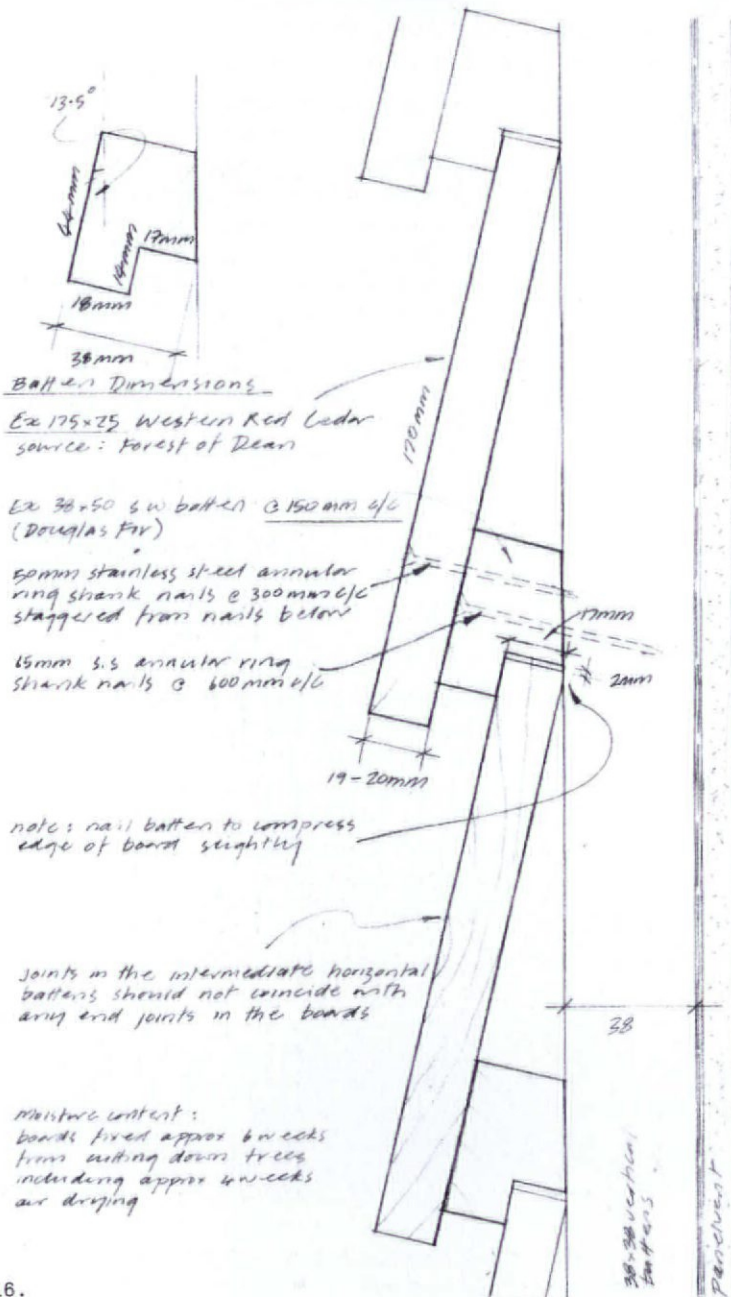 13.5°
44mm
17mm
14mm
18mm
38mm
Batten Dimensions
Ex 175x25 Western Red Cedar
source: Forest of Dean
170mm
Ex 38x50 s w batten @ 150mm c/c
(Douglas Fir)
50mm stainless steel annular
ring shank nails @ 300mm c/c
staggered from nails below
65mm s.s annular ring
shank nails @ 600mm c/c
17mm
2mm
19-20mm
note: nail batten to compress
edge of board slightly
joints in the intermediate horizontal
battens should not coincide with
any end joints in the boards
38
moisture content:
boards fixed approx 6 weeks
from cutting down trees
including approx 4 weeks
air drying
38x38 vertical
battens
panelvent
16.